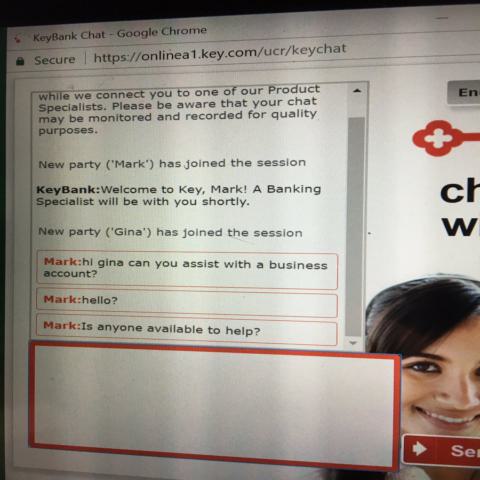 KeyBank Chat - Google Chrome
Secure | https://onlinea1.key.com/ucr/keychat
while we connect you to one of our Product
Specialists. Please be aware that your chat
may be monitored and recorded for quality
purposes.
New party ('Mark') has joined the session
KeyBank:Welcome to Key, Mark! A Banking
Specialist will be with you shortly.
New party ('Gina') has joined the session
Mark:hi gina can you assist with a business
account?
Mark:hello?
Mark:Is anyone available to help?
En
ch
Se